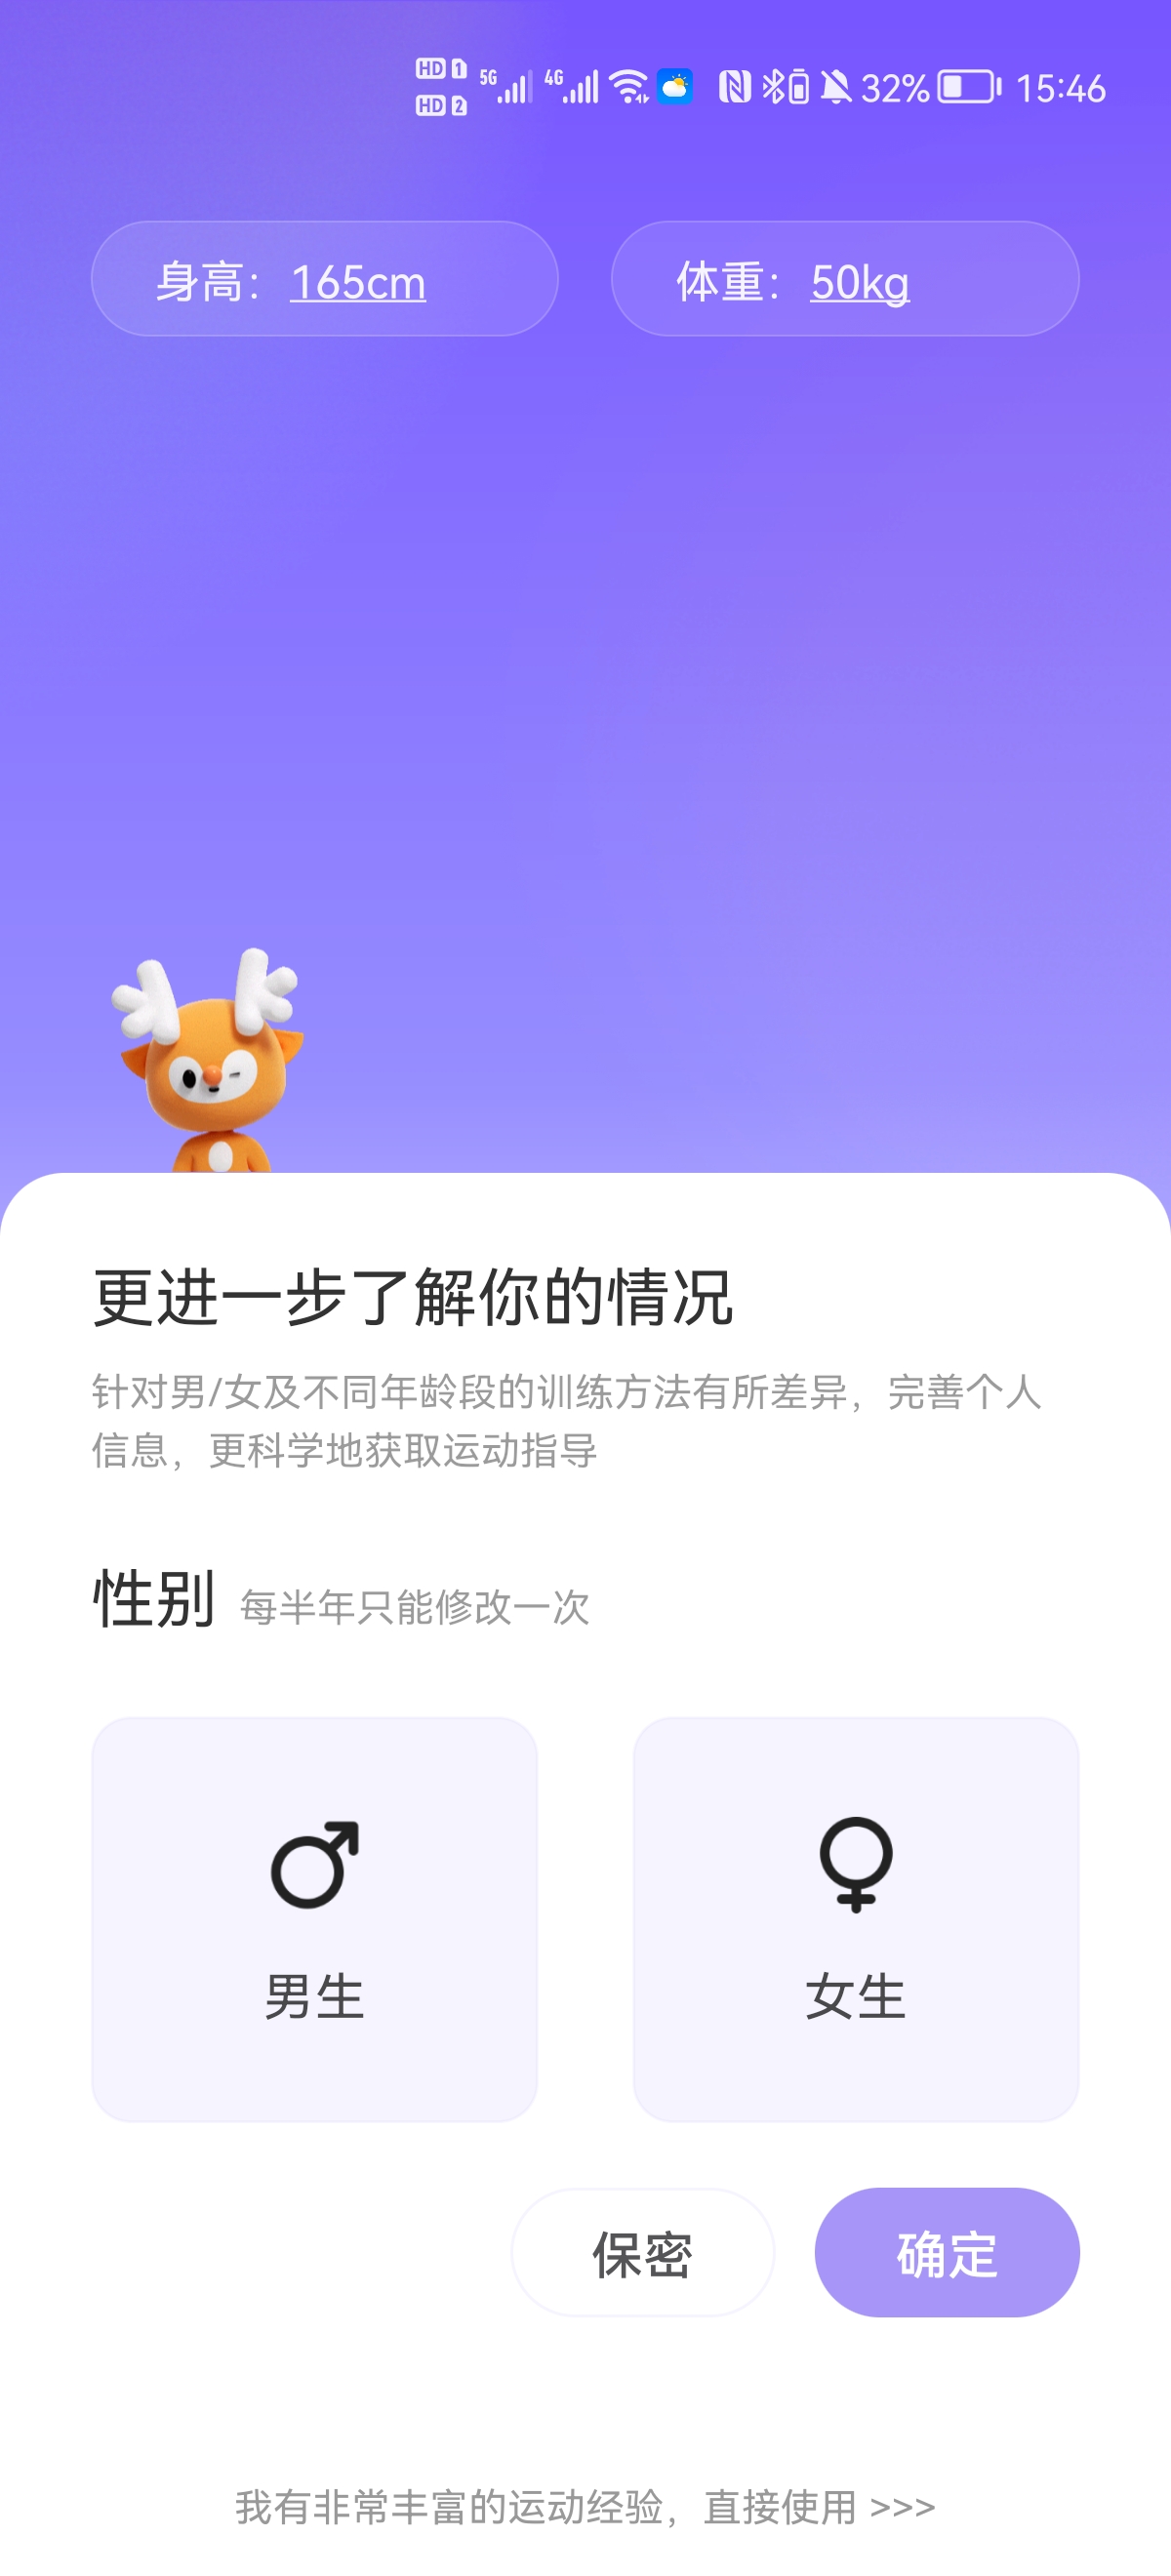 HD 1 5G 4G 32% 15:46
HD 2
身高：165cm 体重：50kg
更进一步了解你的情况
针对男/女及不同年龄段的训练方法有所差异，完善个人
信息，更科学地获取运动指导
性别 每半年只能修改一次
男生 女生
保密 确定
我有非常丰富的运动经验，直接使用 >>>